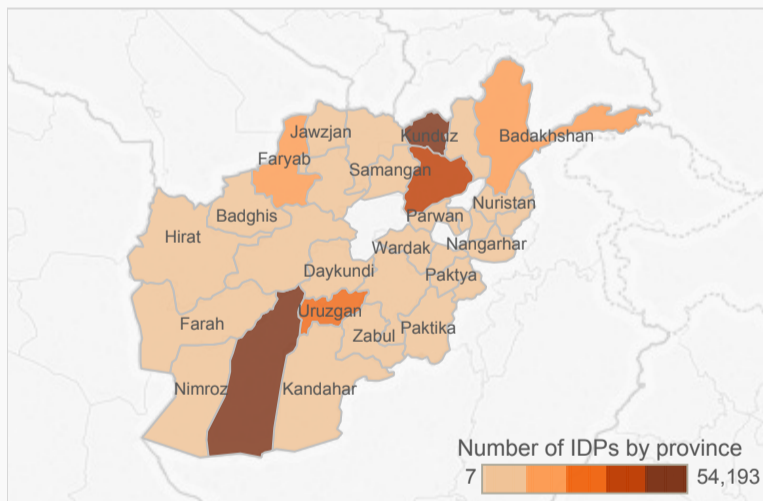 Jawzjan
Kunduz
Badakhshan
Faryab
Samangan
Nuristan
Badghis
Parwan
Hirat
Wardak
Nangarhar
Daykundi
Paktya
Uruzgan
Farah
Zabul
Paktika
Nimroz
Kandahar
Number of IDPs by province
7
54,193